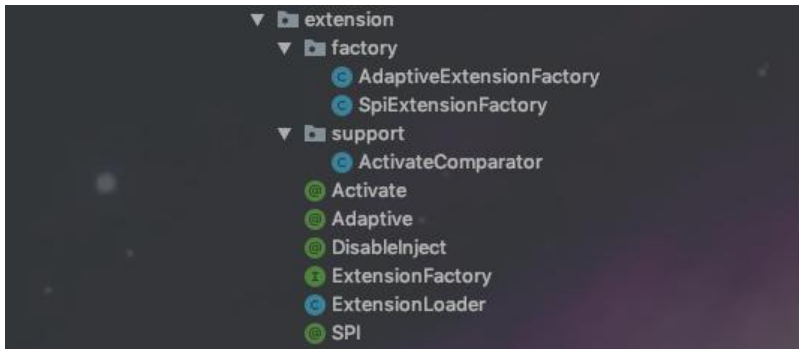 extension
factory
AdaptiveExtensionFactory
SpiExtensionFactory
support
ActivateComparator
Activate
Adaptive
DisableInject
ExtensionFactory
ExtensionLoader
SPI